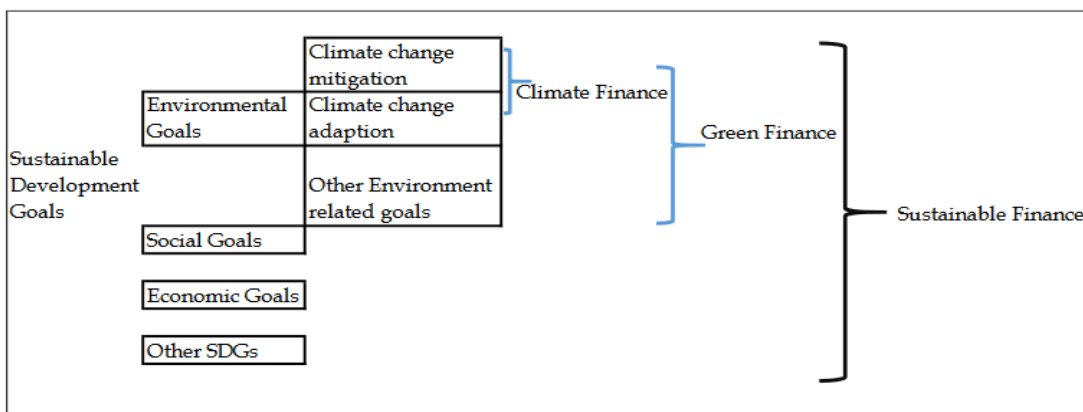 Climate change
mitigation
Climate Finance
Environmental
Goals
Climate change
adaption
Green Finance
Sustainable
Development
Goals
Other Environment
related goals
Sustainable Finance
Social Goals
Economic Goals
Other SDGs